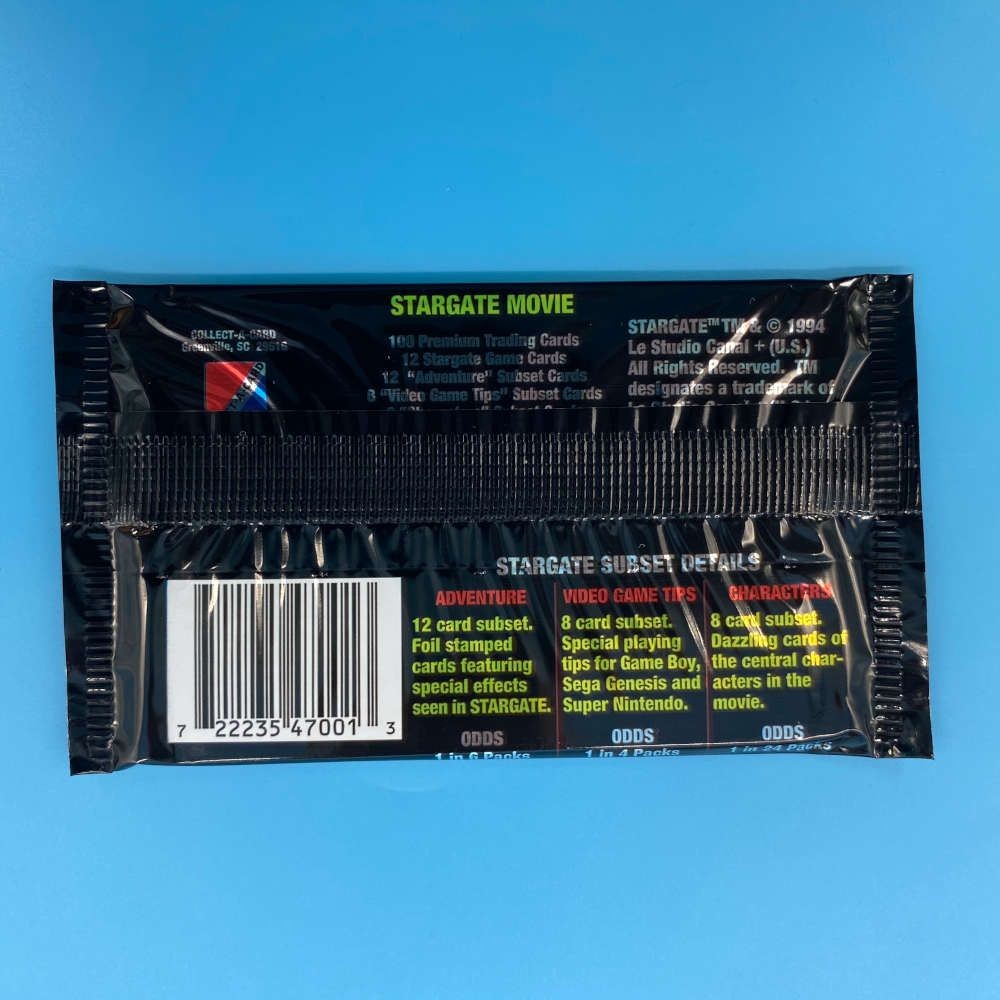 STARGATE MOVIE
COLLECT-A-CARD
Greenville, SC 29616
100 Premium Trading Cards
12 Stargate Game Cards
12 "Adventure" Subset Cards
8 "Video Game Tips" Subset Cards
STARGATE™ TM & © 1994
Le Studio Canal + (U.S.)
All Rights Reserved. TM
designates a trademark of
STARGATE SUBSET DETAILS
ADVENTURE
12 card subset.
Foil stamped
cards featuring
special effects
seen in STARGATE.
ODDS
1 in 6 Packs
VIDEO GAME TIPS
8 card subset.
Special playing
tips for Game Boy,
Sega Genesis and
Super Nintendo.
ODDS
1 in 4 Packs
CHARACTERS
8 card subset.
Dazzling cards of
the central char-
acters in the
movie.
ODDS
1 in 24 Packs
7 22235 47001 3